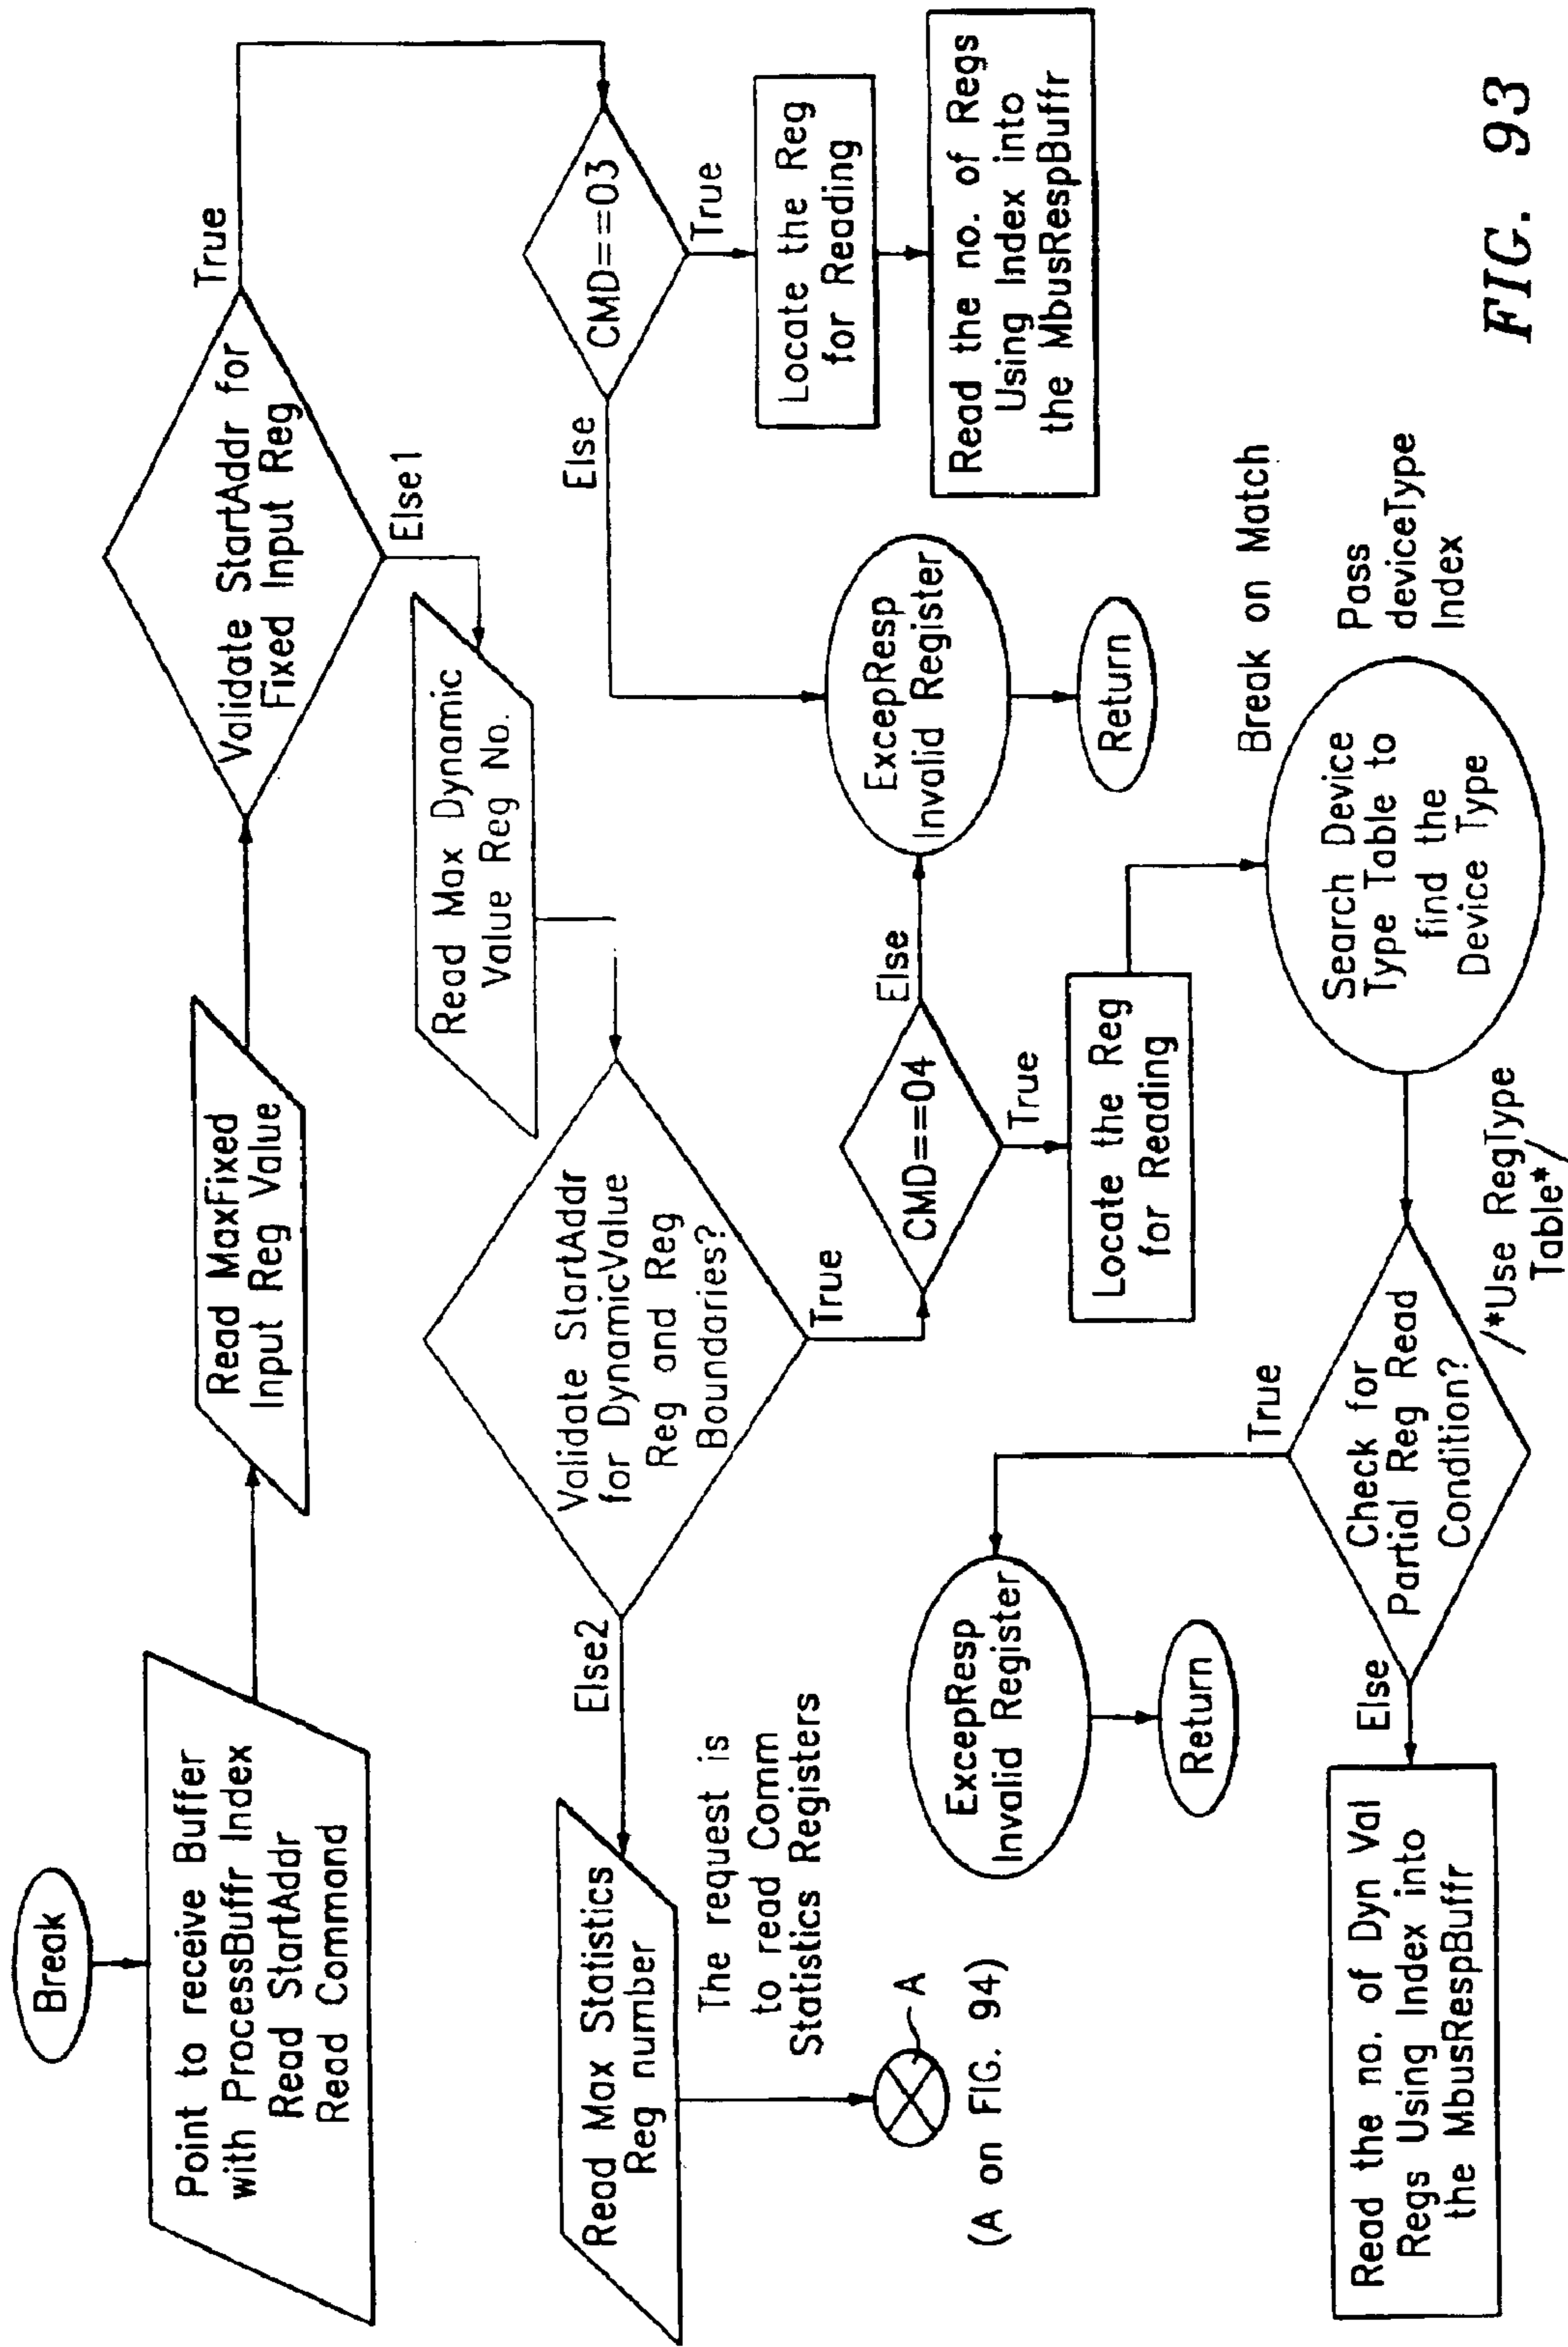 Break
Point to receive Buffer
with ProcessBuffr Index
Read StartAddr
Read Command
Read MaxFixed
Input Reg Value
Validate StartAddr for
Fixed Input Reg
True
Else1
Read Max Dynamic
Value Reg No.
CMD==03
Else
True
Locate the Reg
for Reading
Read the no. of Regs
Using Index into
the MbusRespBuffr
Validate StartAddr
for DynamicValue
Reg and Reg
Boundaries?
Else2
True
Read Max Statistics
Reg number
The request is
to read Comm
Statistics Registers
A
(A on FIG. 94)
CMD==04
Else
True
ExcepResp
Invalid Register
Return
Locate the Reg
for Reading
Break on Match
Search Device
Type Table to
find the
Device Type
Pass
deviceType
Index
Check for
Partial Reg Read
Condition?
/*Use RegType
Table*/
True
Else
ExcepResp
Invalid Register
Return
Read the no. of Dyn Val
Regs Using Index into
the MbusRespBuffr
FIG. 93